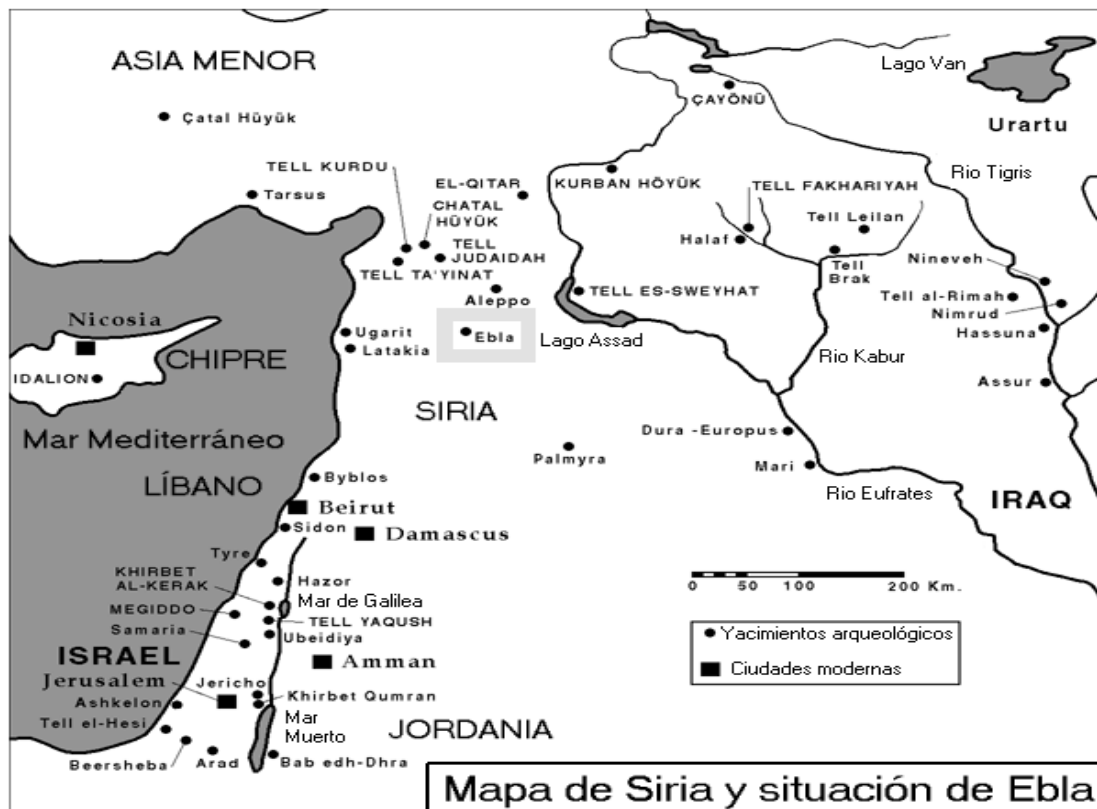 ASIA MENOR
Lago Van
ÇAYÖNÜ
Urartu
Çatal Hüyük
TELL KURDU
EL-QITAR
KURBAN HÖYÜK
Rio Tigris
CHATAL
HÜYÜK
TELL FAKHARIYAH
Tarsus
Tell Leilan
TELL
JUDAIDAH
Halaf
TELL TA'YINAT
Tell
Brak
Nineveh
Aleppo
TELL ES-SWEYHAT
Tell al-Rimah
Nimrud
Nicosia
Ugarit
Ebla
Lago Assad
Hassuna
Latakia
CHIPRE
Rio Kabur
IDALION
Assur
SIRIA
Mar Mediterráneo
Dura -Europus
Palmyra
Mari
LÍBANO
Byblos
Rio Eufrates
IRAQ
Beirut
Sidon
Damascus
Tyre
KHIRBET
AL-KERAK
Hazor
0 50 100 200 Km.
Mar de Galilea
MEGIDDO
TELL YAQUSH
Samaria
Ubeidiya
Yacimientos arqueológicos
ISRAEL
Amman
Ciudades modernas
Jerusalem
Jericho
Khirbet Qumran
Ashkelon
Tell el-Hesi
Mar
Muerto
JORDANIA
Beersheba
Arad
Bab edh-Dhra
Mapa de Siria y situación de Ebla